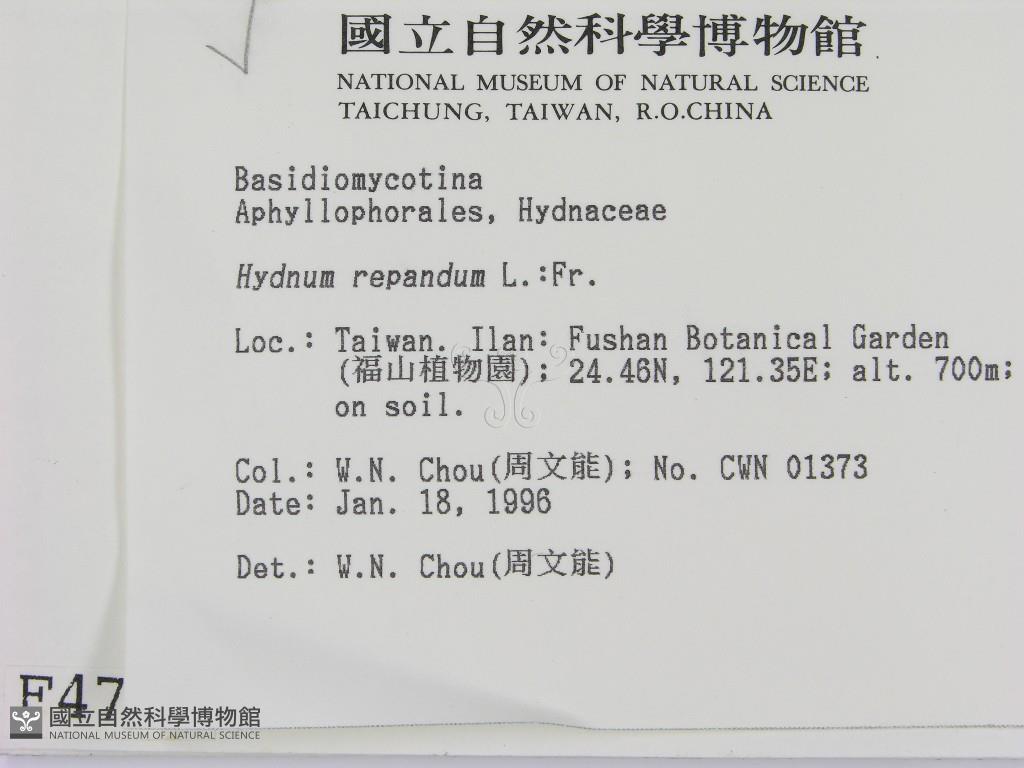 國立自然科學博物館
NATIONAL MUSEUM OF NATURAL SCIENCE
TAICHUNG, TAIWAN, R.O.CHINA
Basidiomycotina
Aphyllophorales, Hydnaceae
Hydnum repandum L.:Fr.
Loc.: Taiwan. Ilan: Fushan Botanical Garden
(福山植物園); 24.46N, 121.35E; alt. 700m;
on soil.
Col.: W.N. Chou(周文能); No. CWN 01373
Date: Jan. 18, 1996
Det.: W.N. Chou(周文能)
F47
國立自然科學博物館
NATIONAL MUSEUM OF NATURAL SCIENCE